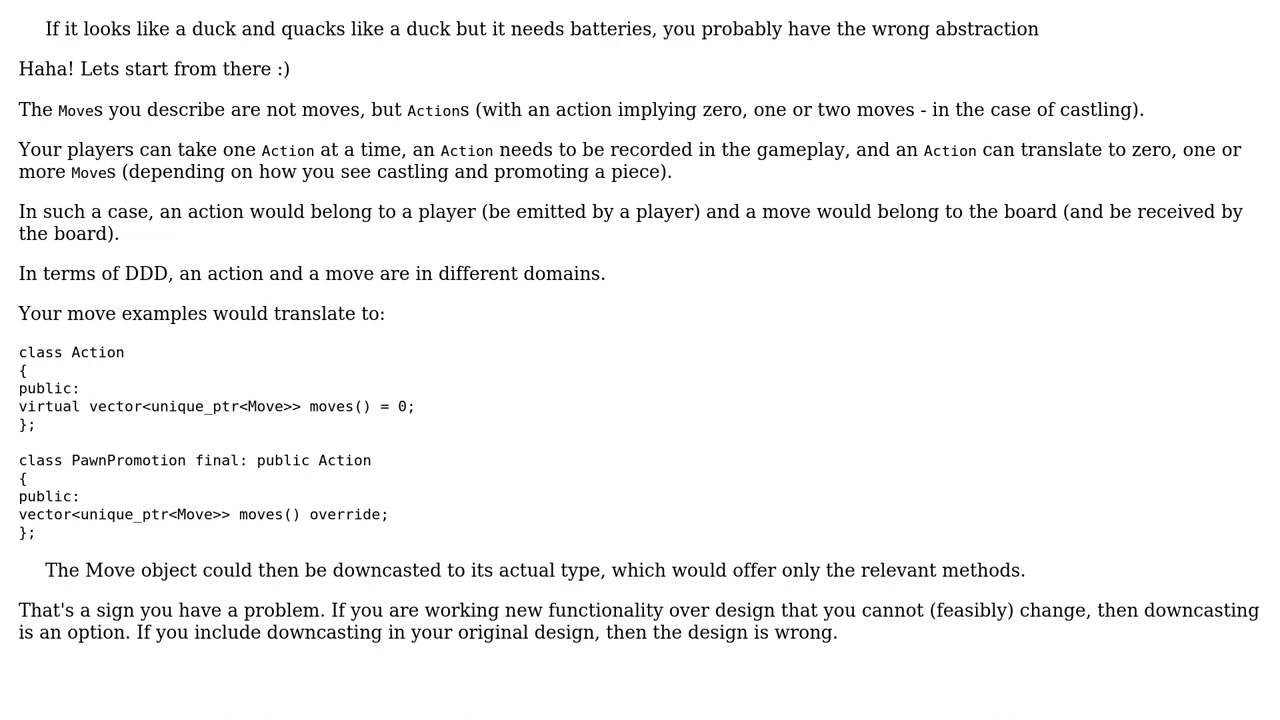 If it looks like a duck and quacks like a duck but it needs batteries, you probably have the wrong abstraction
Haha! Lets start from there :)
The Moves you describe are not moves, but Actions (with an action implying zero, one or two moves - in the case of castling).
Your players can take one Action at a time, an Action needs to be recorded in the gameplay, and an Action can translate to zero, one or
more Moves (depending on how you see castling and promoting a piece).
In such a case, an action would belong to a player (be emitted by a player) and a move would belong to the board (and be received by
the board).
In terms of DDD, an action and a move are in different domains.
Your move examples would translate to:
class Action
{
public:
virtual vector<unique_ptr<Move>> moves() = 0;
};
class PawnPromotion final: public Action
{
public:
vector<unique_ptr<Move>> moves() override;
};
The Move object could then be downcasted to its actual type, which would offer only the relevant methods.
That's a sign you have a problem. If you are working new functionality over design that you cannot (feasibly) change, then downcasting
is an option. If you include downcasting in your original design, then the design is wrong.